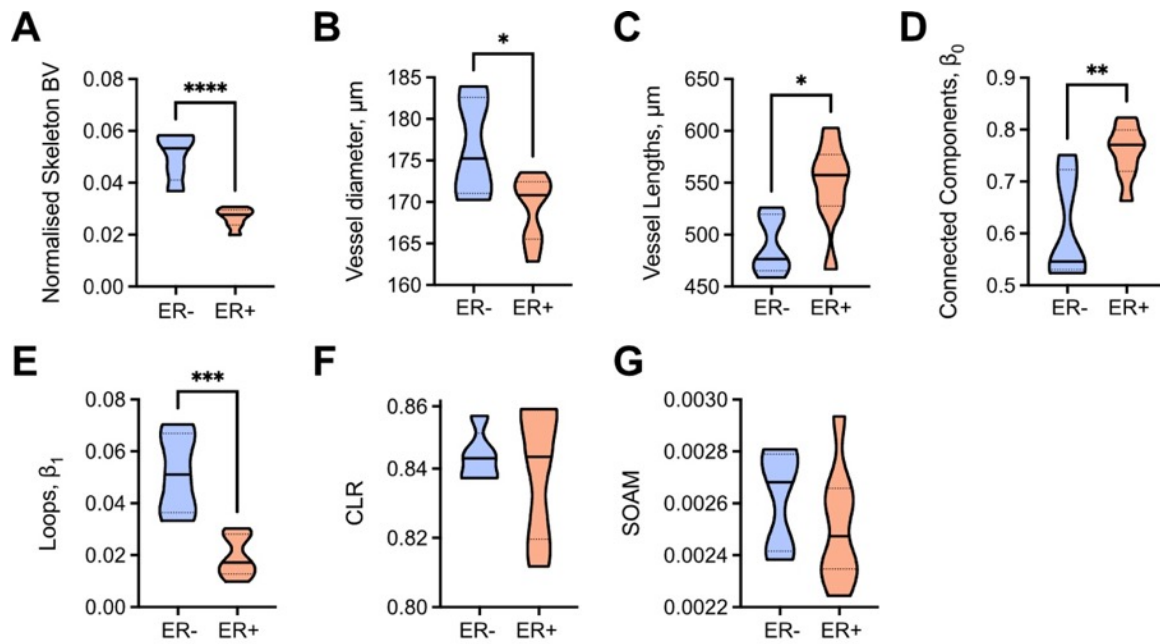 A
Normalised Skeleton BV
0.08
0.06
0.04
0.02
0.00
****
ER- ER+
B
Vessel diameter, µm
185
180
175
170
165
160
*
ER- ER+
C
Vessel Lengths, µm
650
600
550
500
450
*
ER- ER+
D
Connected Components, β₀
0.9
0.8
0.7
0.6
0.5
**
ER- ER+
E
Loops, β₁
0.08
0.06
0.04
0.02
0.00
***
ER- ER+
F
CLR
0.86
0.84
0.82
0.80
ER- ER+
G
SOAM
0.0030
0.0028
0.0026
0.0024
0.0022
ER- ER+